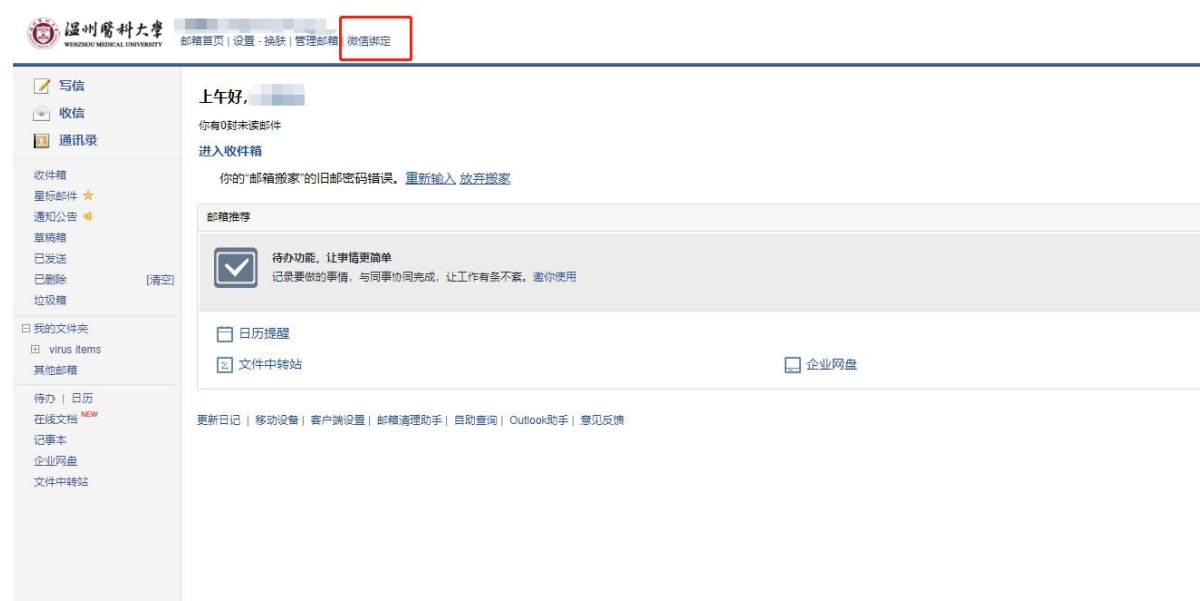 温州醫科大學
WENZHOU MEDICAL UNIVERSITY
邮箱首页 | 设置 - 换肤 | 管理邮箱 | 微信绑定
写信
收信
通讯录
收件箱
星标邮件
通知公告
草稿箱
已发送
已删除 [清空]
垃圾箱
我的文件夹
virus items
其他邮箱
待办 | 日历
在线文档 NEW
记事本
企业网盘
文件中转站
上午好,
你有0封未读邮件
进入收件箱
你的“邮箱搬家”的旧邮密码错误。重新输入 放弃搬家
邮箱推荐
待办功能，让事情更简单
记录要做的事情，与同事协同完成，让工作有条不紊。邀你使用
日历提醒
文件中转站
企业网盘
更新日记 | 移动设备 | 客户端设置 | 邮箱清理助手 | 自助查询 | Outlook助手 | 意见反馈